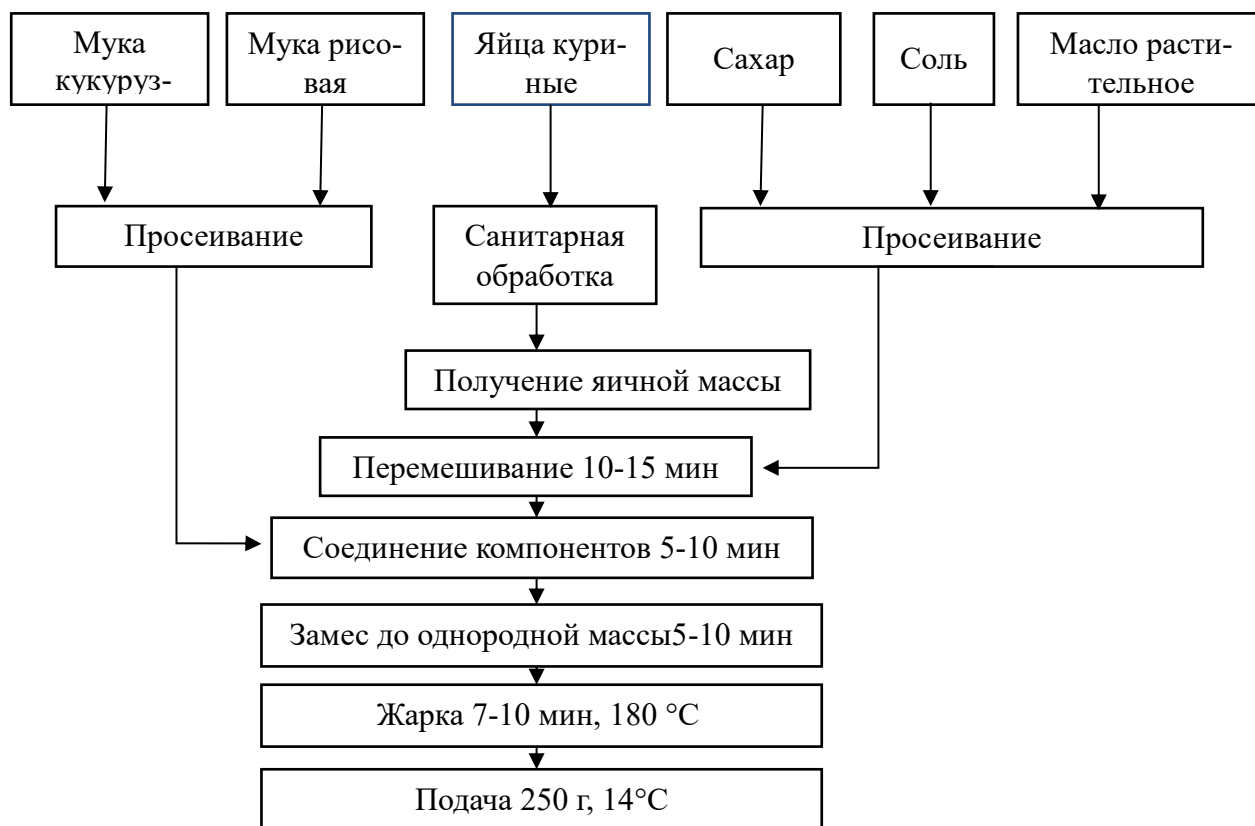 Мука
кукуруз-
Мука рисо-
вая
Яйца кури-
ные
Сахар
Соль
Масло расти-
тельное
Просеивание
Санитарная
обработка
Просеивание
Получение яичной массы
Перемешивание 10-15 мин
Соединение компонентов 5-10 мин
Замес до однородной массы5-10 мин
Жарка 7-10 мин, 180 °С
Подача 250 г, 14°С